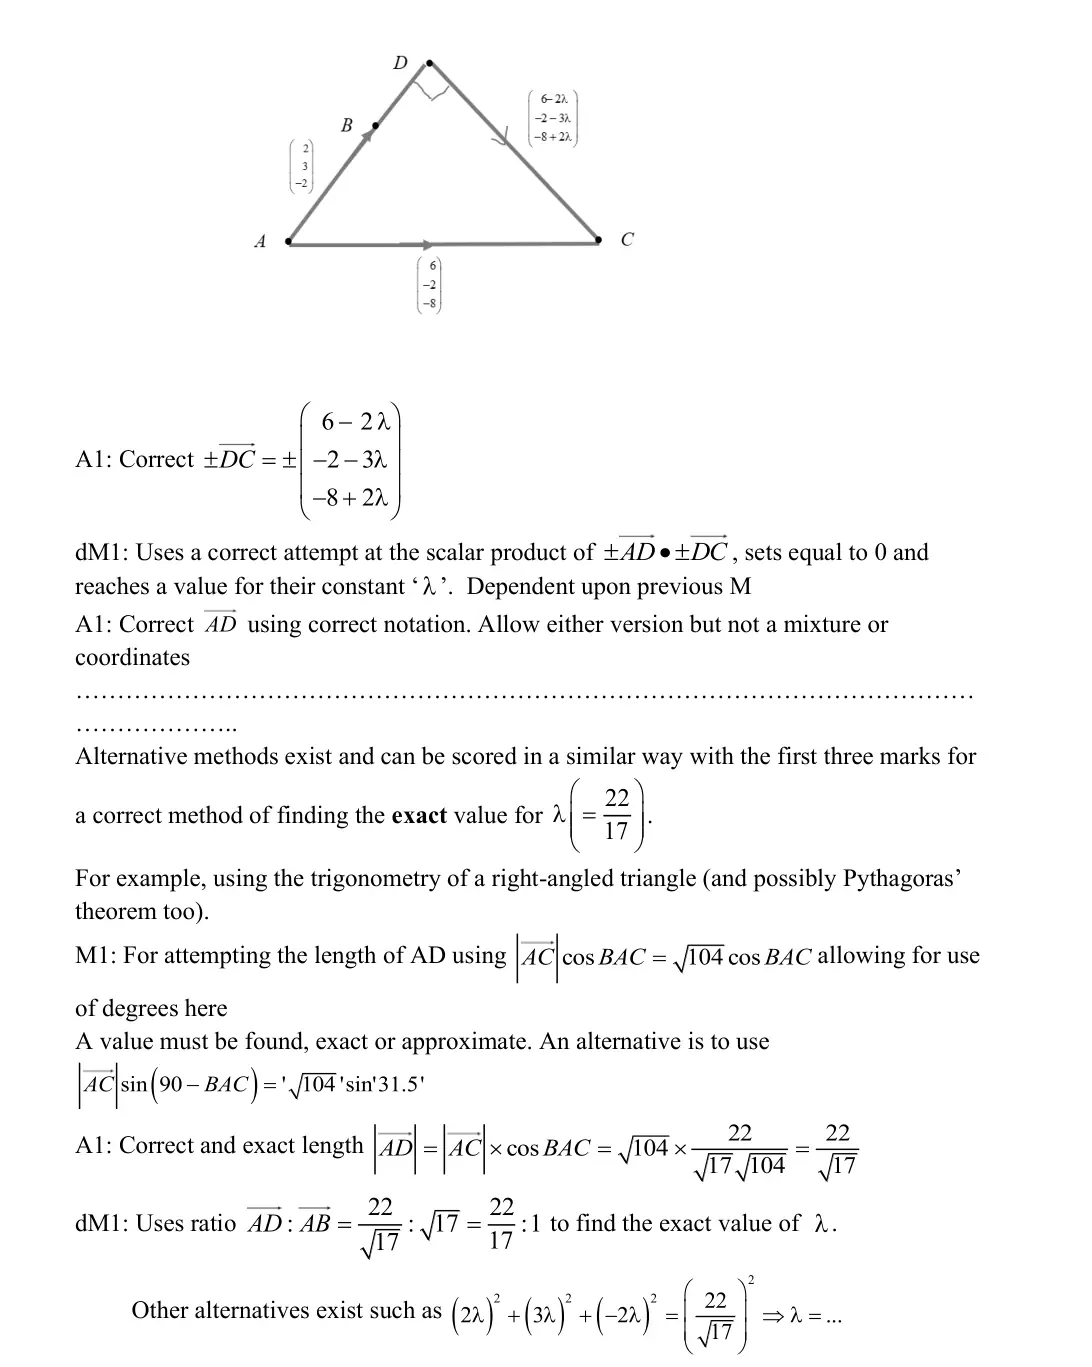 D
B
A
C
( 2 )
( 3 )
( −2 )
( 6−2λ )
( −2−3λ )
( −8+2λ )
( 6 )
( −2 )
( −8 )
A1: Correct ±DC⃗ = ± ( 6 − 2λ )
( −2 − 3λ )
( −8 + 2λ )
dM1: Uses a correct attempt at the scalar product of ±AD⃗ • ±DC⃗ , sets equal to 0 and
reaches a value for their constant ‘ λ ’. Dependent upon previous M
A1: Correct AD⃗ using correct notation. Allow either version but not a mixture or
coordinates
…………………………………………………………………………………………………
………………..
Alternative methods exist and can be scored in a similar way with the first three marks for
a correct method of finding the exact value for λ ( = 22/17 ).
For example, using the trigonometry of a right-angled triangle (and possibly Pythagoras’
theorem too).
M1: For attempting the length of AD using |AC⃗| cos BAC = √104 cos BAC allowing for use
of degrees here
A value must be found, exact or approximate. An alternative is to use
|AC⃗| sin(90 − BAC) = '√104' sin'31.5'
A1: Correct and exact length |AD⃗| = |AC⃗| × cos BAC = √104 × 22/(√17√104) = 22/√17
dM1: Uses ratio AD⃗ : AB⃗ = 22/√17 : √17 = 22/17 : 1 to find the exact value of λ.
Other alternatives exist such as (2λ)² + (3λ)² + (−2λ)² = (22/√17)² ⇒ λ = ...